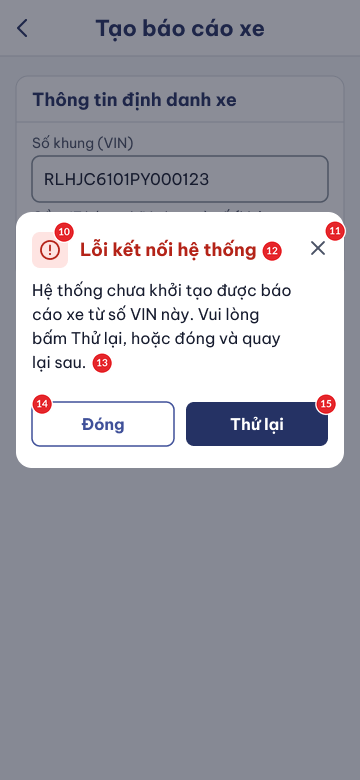 Tạo báo cáo xe
Thông tin định danh xe
Số khung (VIN)
RLHJC6101PY000123
10
11
Lỗi kết nối hệ thống 12
Hệ thống chưa khởi tạo được báo
cáo xe từ số VIN này. Vui lòng
bấm Thử lại, hoặc đóng và quay
lại sau. 13
14
15
Đóng
Thử lại